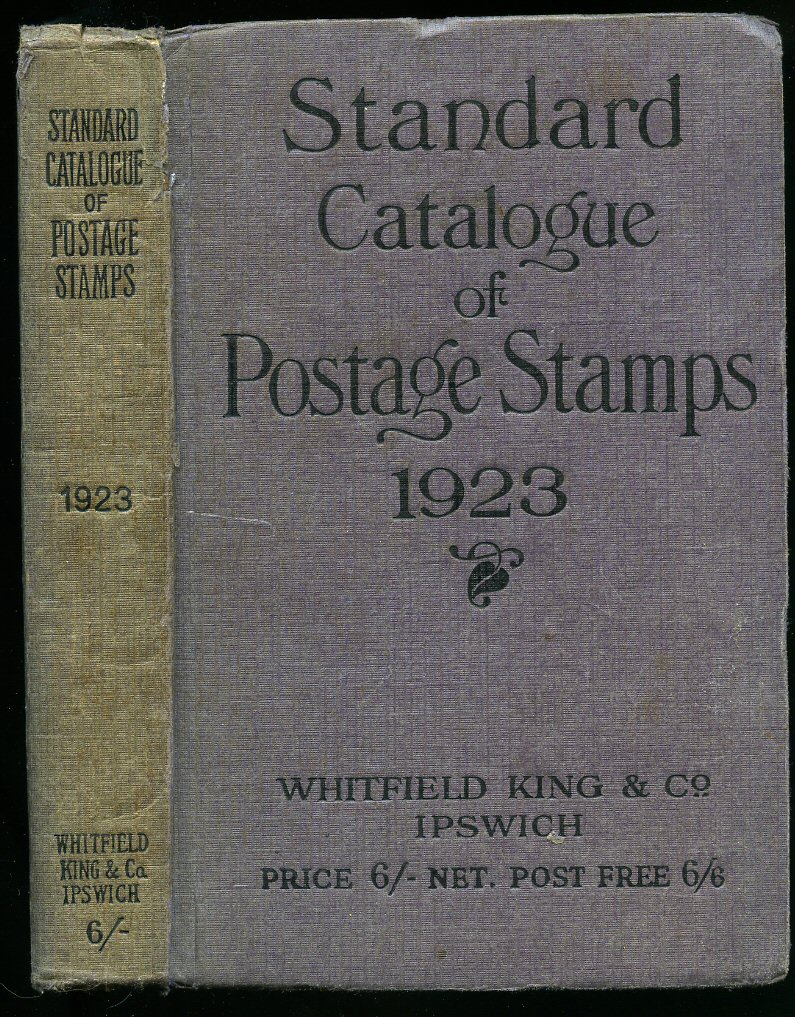 STANDARD
CATALOGUE
OF
POSTAGE
STAMPS
1923
WHITFIELD
KING & Co
IPSWICH
6/-
Standard
Catalogue
of
Postage Stamps
1923
WHITFIELD KING & Co
IPSWICH
PRICE 6/- NET. POST FREE 6/6